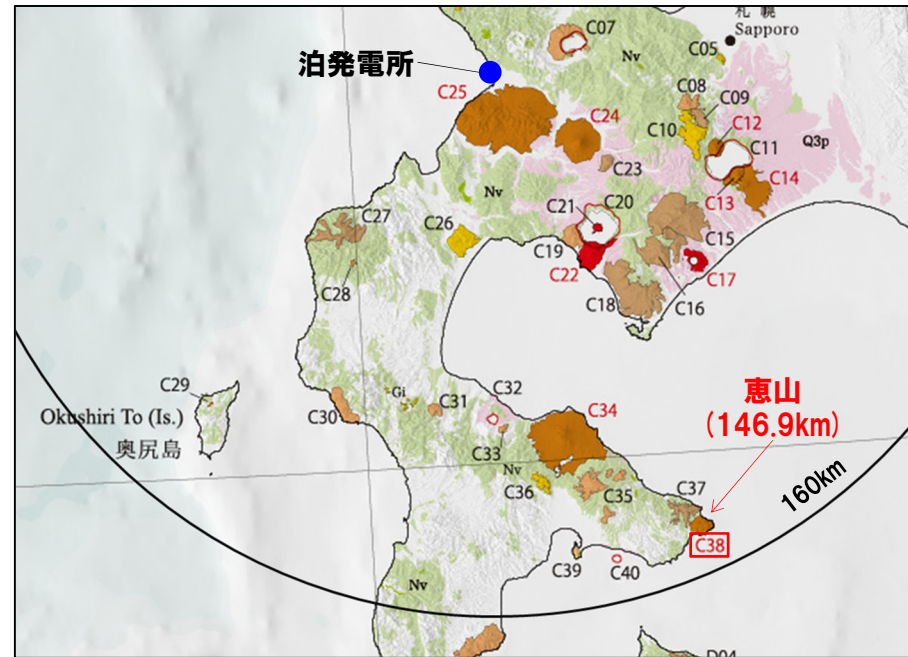 札 幌
Sapporo
C07
Nv
C05
泊発電所
C25
C08
C09
C24
C10
C12
C11
Q3p
C23
C14
C13
Nv
C21
C20
C27
C26
C15
C19
C22
C17
C28
C18
C16
C29
C32
Gi
Okushiri To (Is.)
C30
C31
C34
恵山
(146.9km)
奥尻島
C33
Nv
C36
C35
C37
160km
C38
C39
C40
Nv
D04